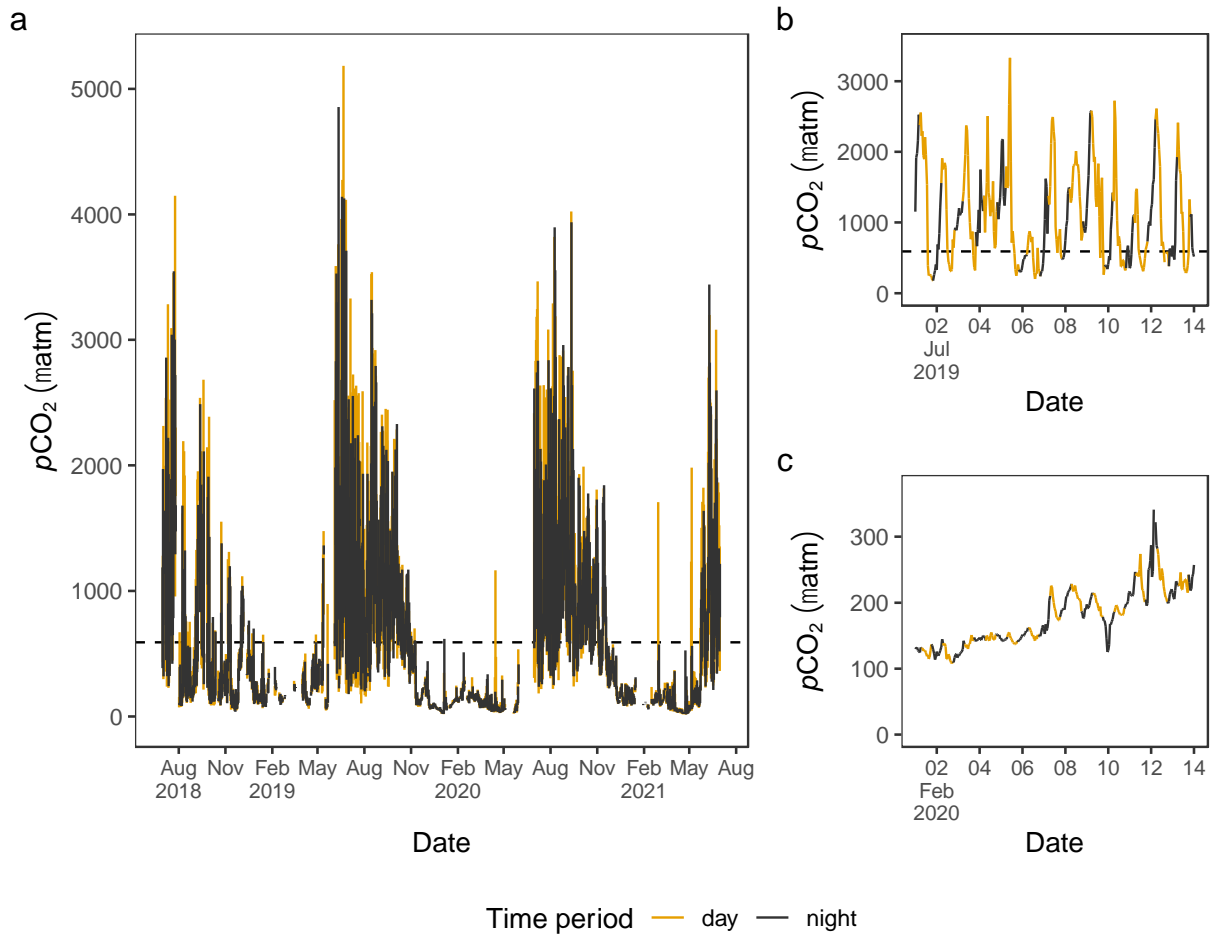 a
5000
4000
3000
2000
1000
0
pCO₂ (matm)
Aug Nov Feb May Aug Nov Feb May Aug Nov Feb May Aug
2018 2019 2020 2021
Date
b
3000
2000
1000
0
pCO₂ (matm)
02 04 06 08 10 12 14
Jul
2019
Date
c
300
200
100
0
pCO₂ (matm)
02 04 06 08 10 12 14
Feb
2020
Date
Time period day night